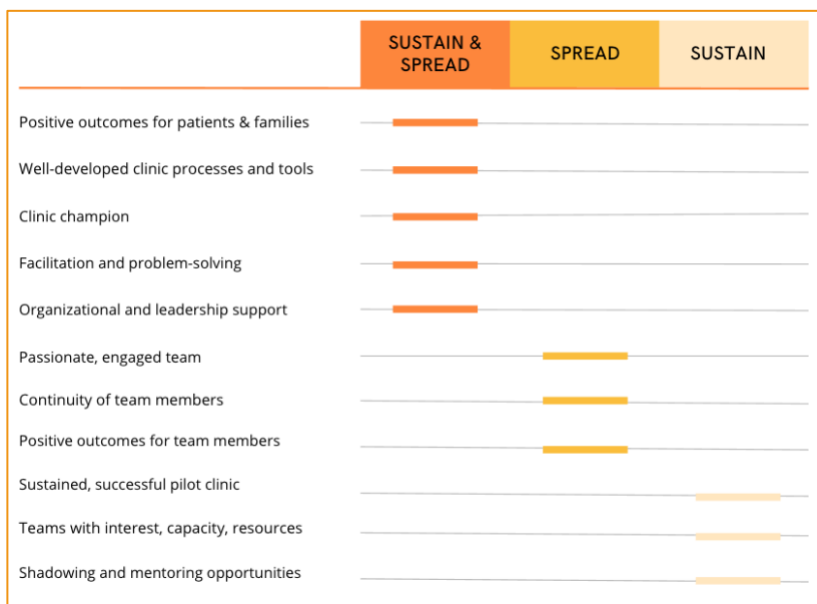 SUSTAIN &
SPREAD
SPREAD
SUSTAIN
Positive outcomes for patients & families
Well-developed clinic processes and tools
Clinic champion
Facilitation and problem-solving
Organizational and leadership support
Passionate, engaged team
Continuity of team members
Positive outcomes for team members
Sustained, successful pilot clinic
Teams with interest, capacity, resources
Shadowing and mentoring opportunities